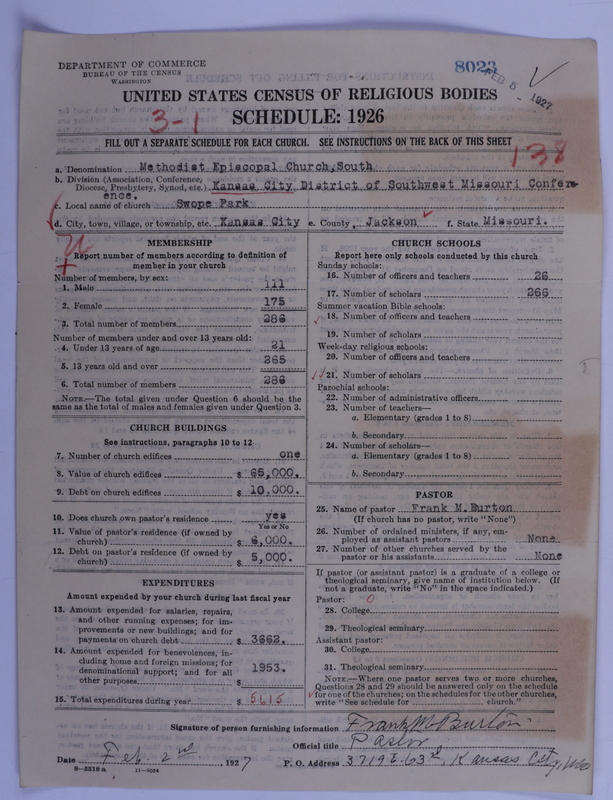 DEPARTMENT OF COMMERCE
BUREAU OF THE CENSUS
WASHINGTON
8023
FEB 5 1927
UNITED STATES CENSUS OF RELIGIOUS BODIES
SCHEDULE: 1926
3-1
FILL OUT A SEPARATE SCHEDULE FOR EACH CHURCH. SEE INSTRUCTIONS ON THE BACK OF THIS SHEET
138
a. Denomination Methodist Episcopal Church,South
b. Division (Association, Conference,
Diocese, Presbytery, Synod, etc.) Kansas City District of Southwest Missouri Confer-
ence.
c. Local name of church Swope Park
d. City, town, village, or township, etc. Kansas City e. County, Jackson f. State Missouri.
MEMBERSHIP
Report number of members according to definition of
member in your church
Number of members, by sex:
1. Male 111
2. Female 175
3. Total number of members 286
Number of members under and over 13 years old:
4. Under 13 years of age 21
5. 13 years old and over 265
6. Total number of members 286
NOTE.—The total given under Question 6 should be
same as the total of males and females given under Question 3.
CHURCH BUILDINGS
See instructions, paragraphs 10 to 12
7. Number of church edifices one
8. Value of church edifices $ 65,000.
9. Debt on church edifices $ 10,000.
10. Does church own pastor's residence yes
Yes or No
11. Value of pastor's residence (if owned by
church) $ 6,000.
12. Debt on pastor's residence (if owned by
church) $ 5,000.
EXPENDITURES
Amount expended by your church during last fiscal year
13. Amount expended for salaries, repairs,
and other running expenses; for im-
provements or new buildings; and for
payments on church debt $ 3662.
14. Amount expended for benevolences, in-
cluding home and foreign missions; for
denominational support; and for all
other purposes $ 1953.
15. Total expenditures during year $ 5615
CHURCH SCHOOLS
Report here only schools conducted by this church
Sunday schools:
16. Number of officers and teachers 26
17. Number of scholars 266
Summer vacation Bible schools:
18. Number of officers and teachers
19. Number of scholars
Week-day religious schools:
20. Number of officers and teachers
21. Number of scholars
Parochial schools:
22. Number of administrative officers
23. Number of teachers—
a. Elementary (grades 1 to 8)
b. Secondary
24. Number of scholars—
a. Elementary (grades 1 to 8)
b. Secondary
PASTOR
25. Name of pastor Frank M.Burton
(If church has no pastor, write "None")
26. Number of ordained ministers, if any, em-
ployed as assistant pastors None
27. Number of other churches served by the
pastor or his assistants None
If pastor (or assistant pastor) is a graduate of a college or
theological seminary, give name of institution below. (If
not a graduate, write "No" in the space indicated.)
Pastor: 0
28. College
29. Theological seminary
Assistant pastor:
30. College
31. Theological seminary
NOTE.—Where one pastor serves two or more churches,
Questions 28 and 29 should be answered only on the schedule
for one of the churches; on the schedules for the other churches,
write "See schedule for church."
Signature of person furnishing information Frank M. Burton
Official title Pastor
Date Feb. 2nd 1927 P. O. Address 3719 E. 63rd, Kansas City, Mo
8-5518 a 11-9034